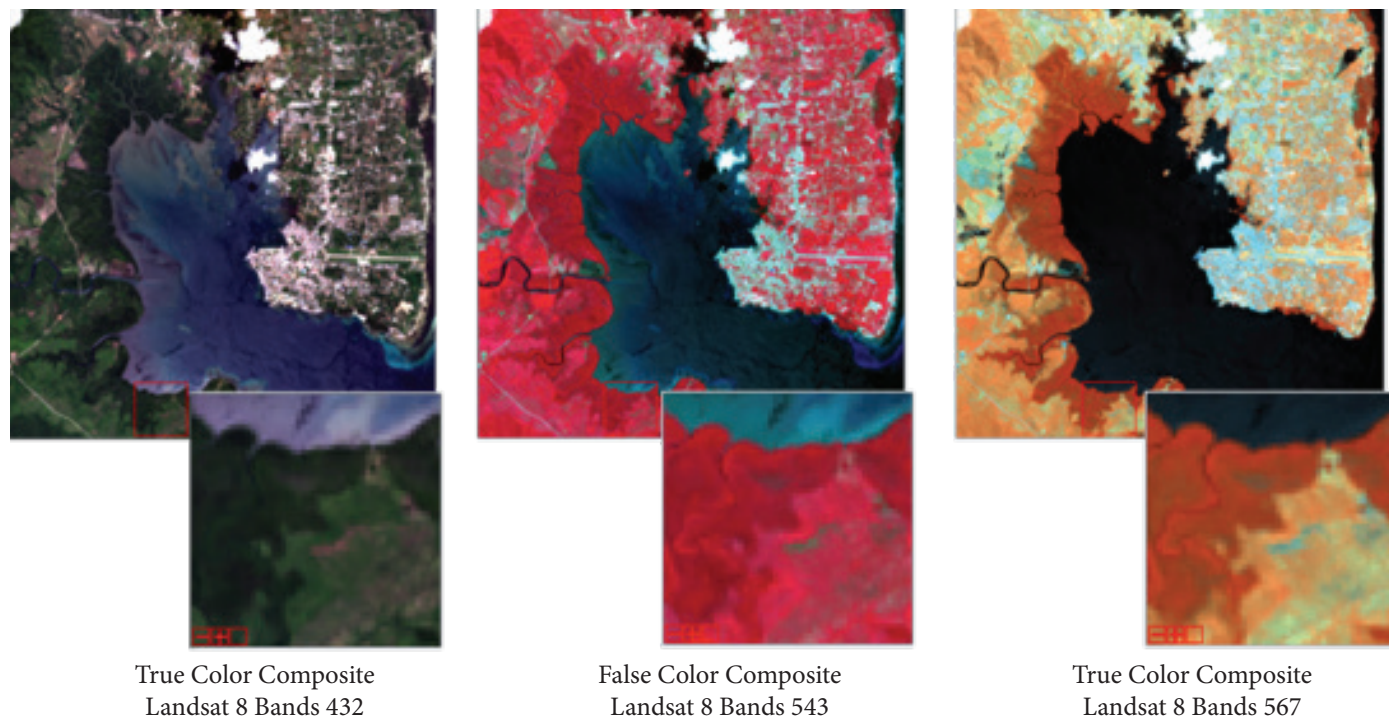 True Color Composite
Landsat 8 Bands 432
False Color Composite
Landsat 8 Bands 543
True Color Composite
Landsat 8 Bands 567